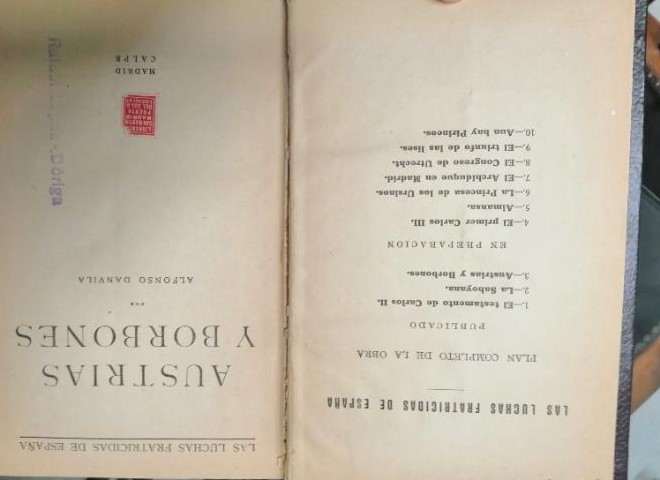 LAS LUCHAS FRATRICIDAS DE ESPAÑA
PLAN COMPLETO DE LA OBRA
PUBLICADO
1.—El testamento de Carlos II.
2.—La Saboyana.
3.—Austrias y Borbones.
EN PREPARACION
4.—El primer Carlos III.
5.—Almansa.
6.—La Princesa de los Ursinos.
7.—El Archiduque en Madrid.
8.—El Congreso de Utrecht.
9.—El triunfo de las lises.
10.—Aun hay Pirineos.
LAS LUCHAS FRATRICIDAS DE ESPAÑA
AUSTRIAS
Y BORBONES
POR
ALFONSO DANVILA
MADRID
CALPE